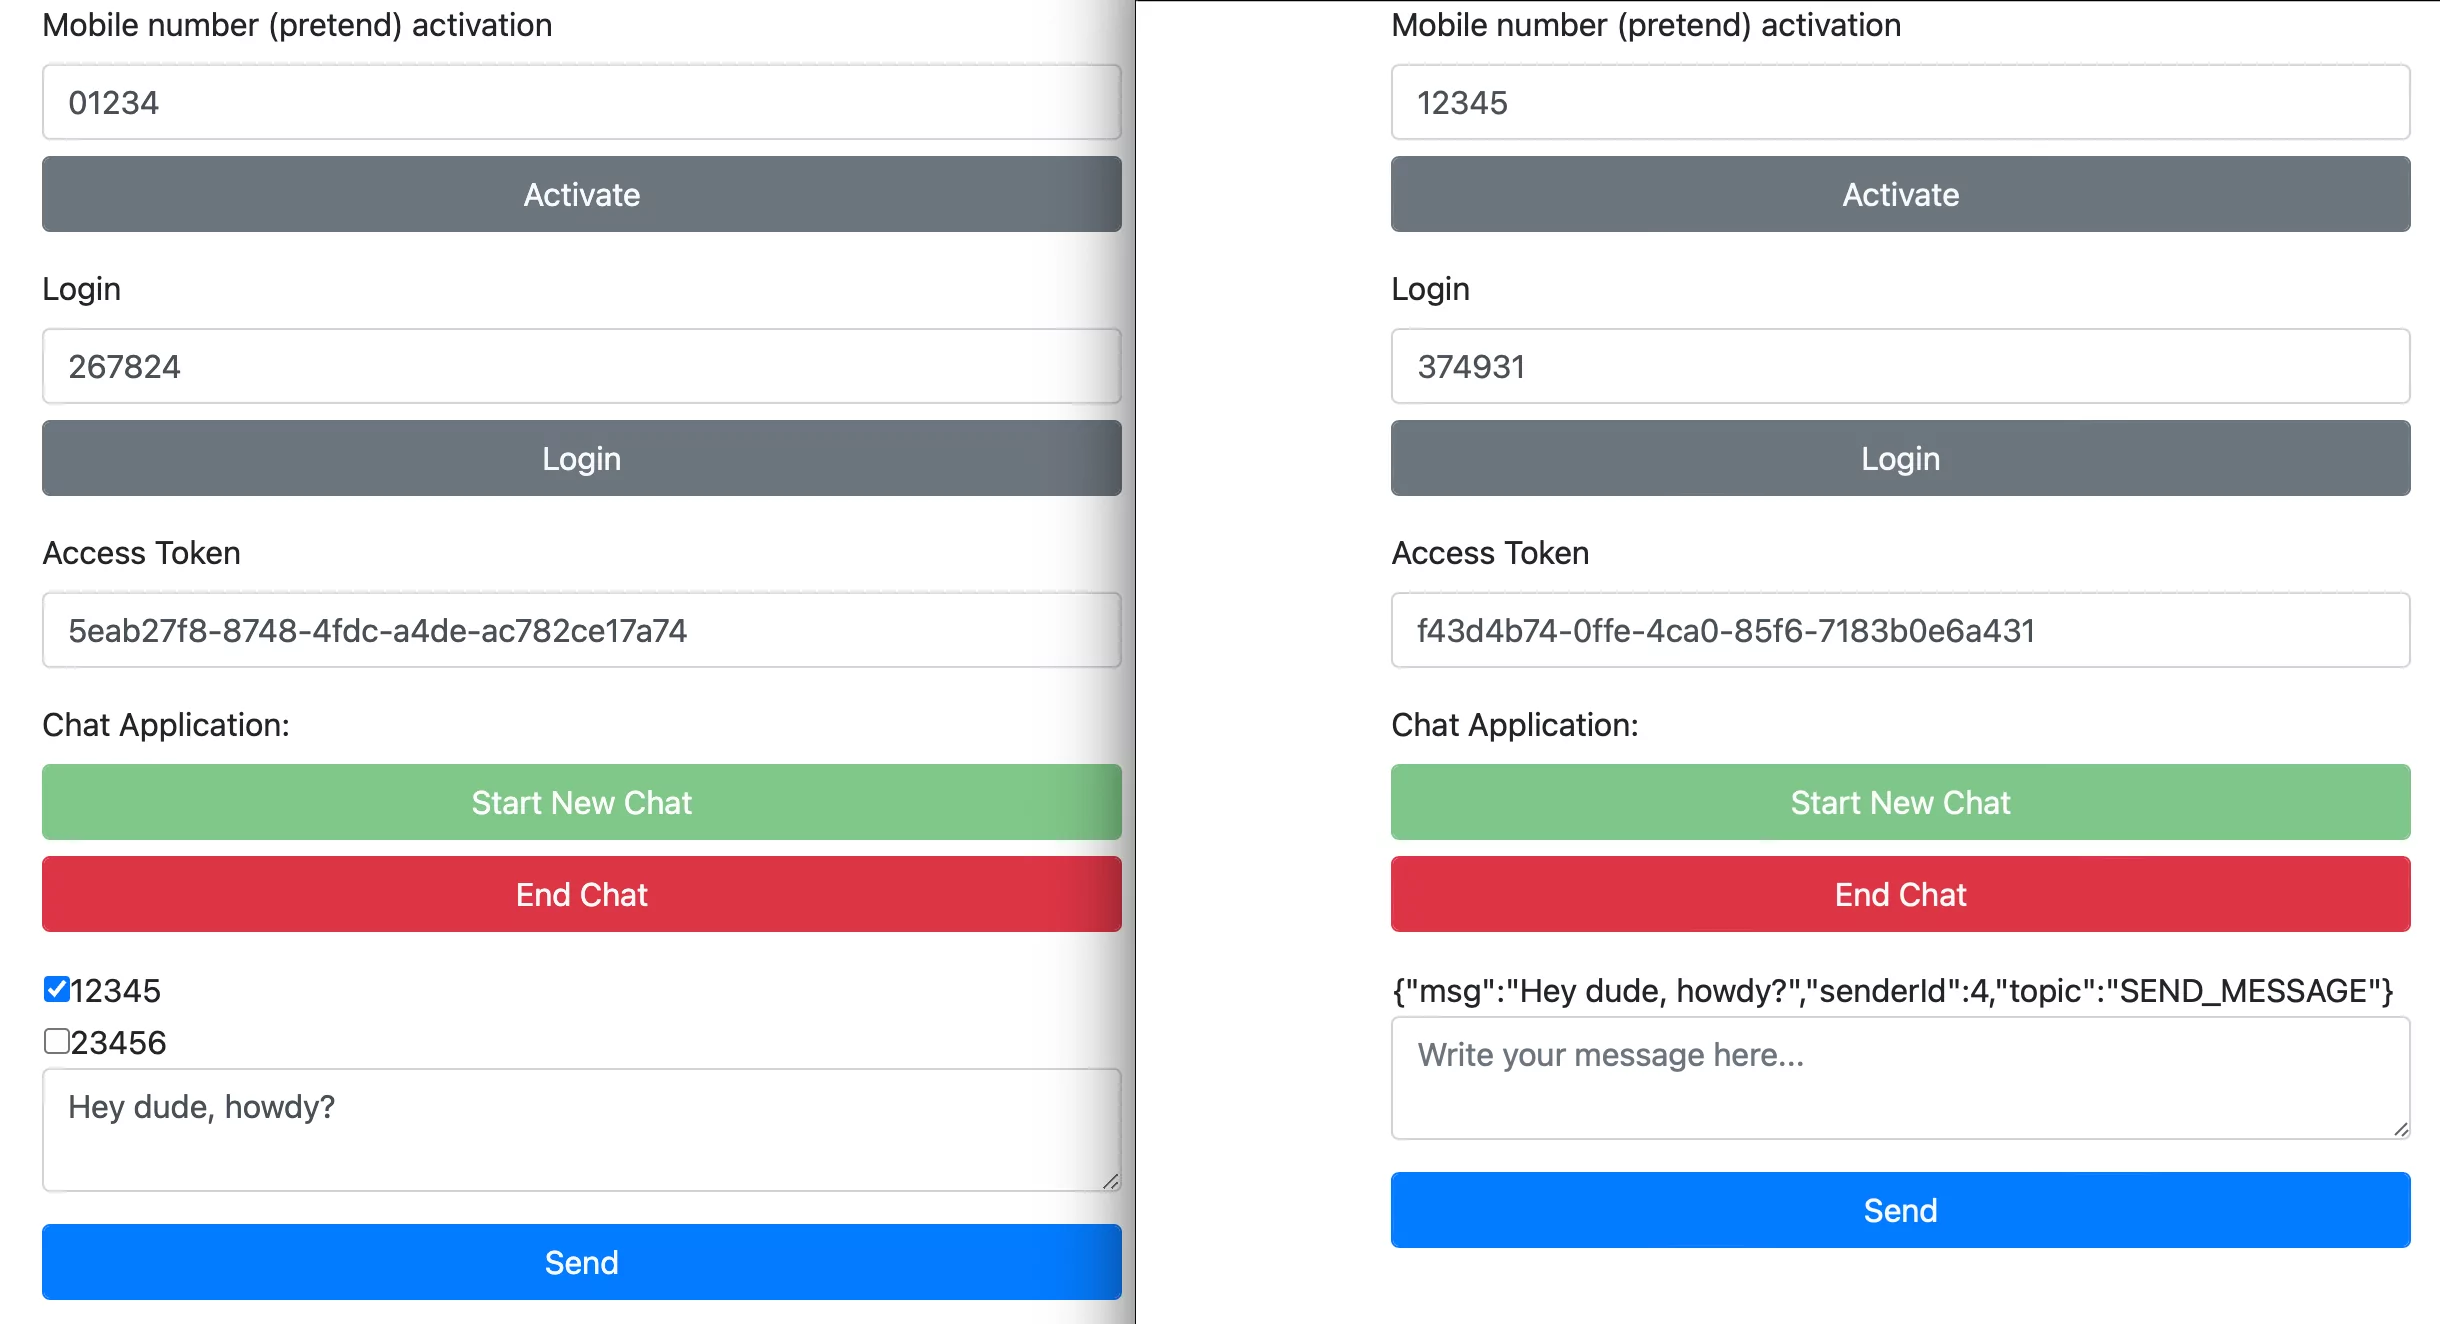 Mobile number (pretend) activation
01234
Activate
Login
267824
Login
Access Token
5eab27f8-8748-4fdc-a4de-ac782ce17a74
Chat Application:
Start New Chat
End Chat
12345
23456
Hey dude, howdy?
Send
Mobile number (pretend) activation
12345
Activate
Login
374931
Login
Access Token
f43d4b74-0ffe-4ca0-85f6-7183b0e6a431
Chat Application:
Start New Chat
End Chat
{"msg":"Hey dude, howdy?","senderId":4,"topic":"SEND_MESSAGE"}
Write your message here...
Send